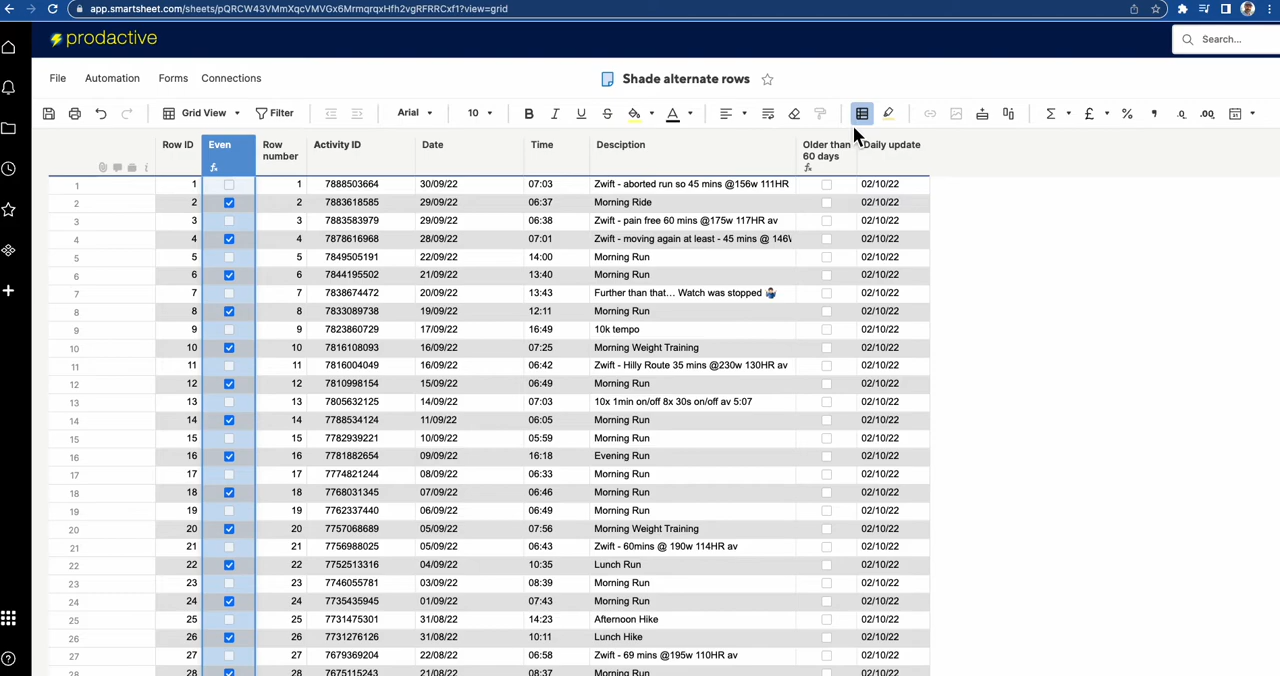 app.smartsheet.com/sheets/pQRCW43VMmXqcVMVGx6MrmqrqxHfh2vgRFRRCxf1?view=grid
prodactive
Search...
File Automation Forms Connections
Shade alternate rows
Grid View Filter Arial 10 B I U S A Σ £ % .0 .00
Row ID Even Row number Activity ID Date Time Desciption Older than 60 days Daily update
fx fx
1 1 1 7888503664 30/09/22 07:03 Zwift - aborted run so 45 mins @156w 111HR 02/10/22
2 2 2 7883618585 29/09/22 06:37 Morning Ride 02/10/22
3 3 3 7883583979 29/09/22 06:38 Zwift - pain free 60 mins @175w 117HR av 02/10/22
4 4 4 7878616968 28/09/22 07:01 Zwift - moving again at least - 45 mins @ 146 02/10/22
5 5 5 7849505191 22/09/22 14:00 Morning Run 02/10/22
6 6 6 7844195502 21/09/22 13:40 Morning Run 02/10/22
7 7 7 7838674472 20/09/22 13:43 Further than that... Watch was stopped 02/10/22
8 8 8 7833089738 19/09/22 12:11 Morning Run 02/10/22
9 9 9 7823860729 17/09/22 16:49 10k tempo 02/10/22
10 10 10 7816108093 16/09/22 07:25 Morning Weight Training 02/10/22
11 11 11 7816004049 16/09/22 06:42 Zwift - Hilly Route 35 mins @230w 130HR av 02/10/22
12 12 12 7810998154 15/09/22 06:49 Morning Run 02/10/22
13 13 13 7805632125 14/09/22 07:03 10x 1min on/off 8x 30s on/off av 5:07 02/10/22
14 14 14 7788534124 11/09/22 06:05 Morning Run 02/10/22
15 15 15 7782939221 10/09/22 05:59 Morning Run 02/10/22
16 16 16 7781882654 09/09/22 16:18 Evening Run 02/10/22
17 17 17 7774821244 08/09/22 06:33 Morning Run 02/10/22
18 18 18 7768031345 07/09/22 06:46 Morning Run 02/10/22
19 19 19 7762337440 06/09/22 06:49 Morning Run 02/10/22
20 20 20 7757068689 05/09/22 07:56 Morning Weight Training 02/10/22
21 21 21 7756988025 05/09/22 06:43 Zwift - 60mins @ 190w 114HR av 02/10/22
22 22 22 7752513316 04/09/22 10:35 Lunch Run 02/10/22
23 23 23 7746055781 03/09/22 08:39 Morning Run 02/10/22
24 24 24 7735435945 01/09/22 07:43 Morning Run 02/10/22
25 25 25 7731475301 31/08/22 14:23 Afternoon Hike 02/10/22
26 26 26 7731276126 31/08/22 10:11 Lunch Hike 02/10/22
27 27 27 7679369204 22/08/22 06:58 Zwift - 69 mins @195w 110HR av 02/10/22
28 28 28 7675115243 21/08/22 08:37 Morning Run 02/10/22